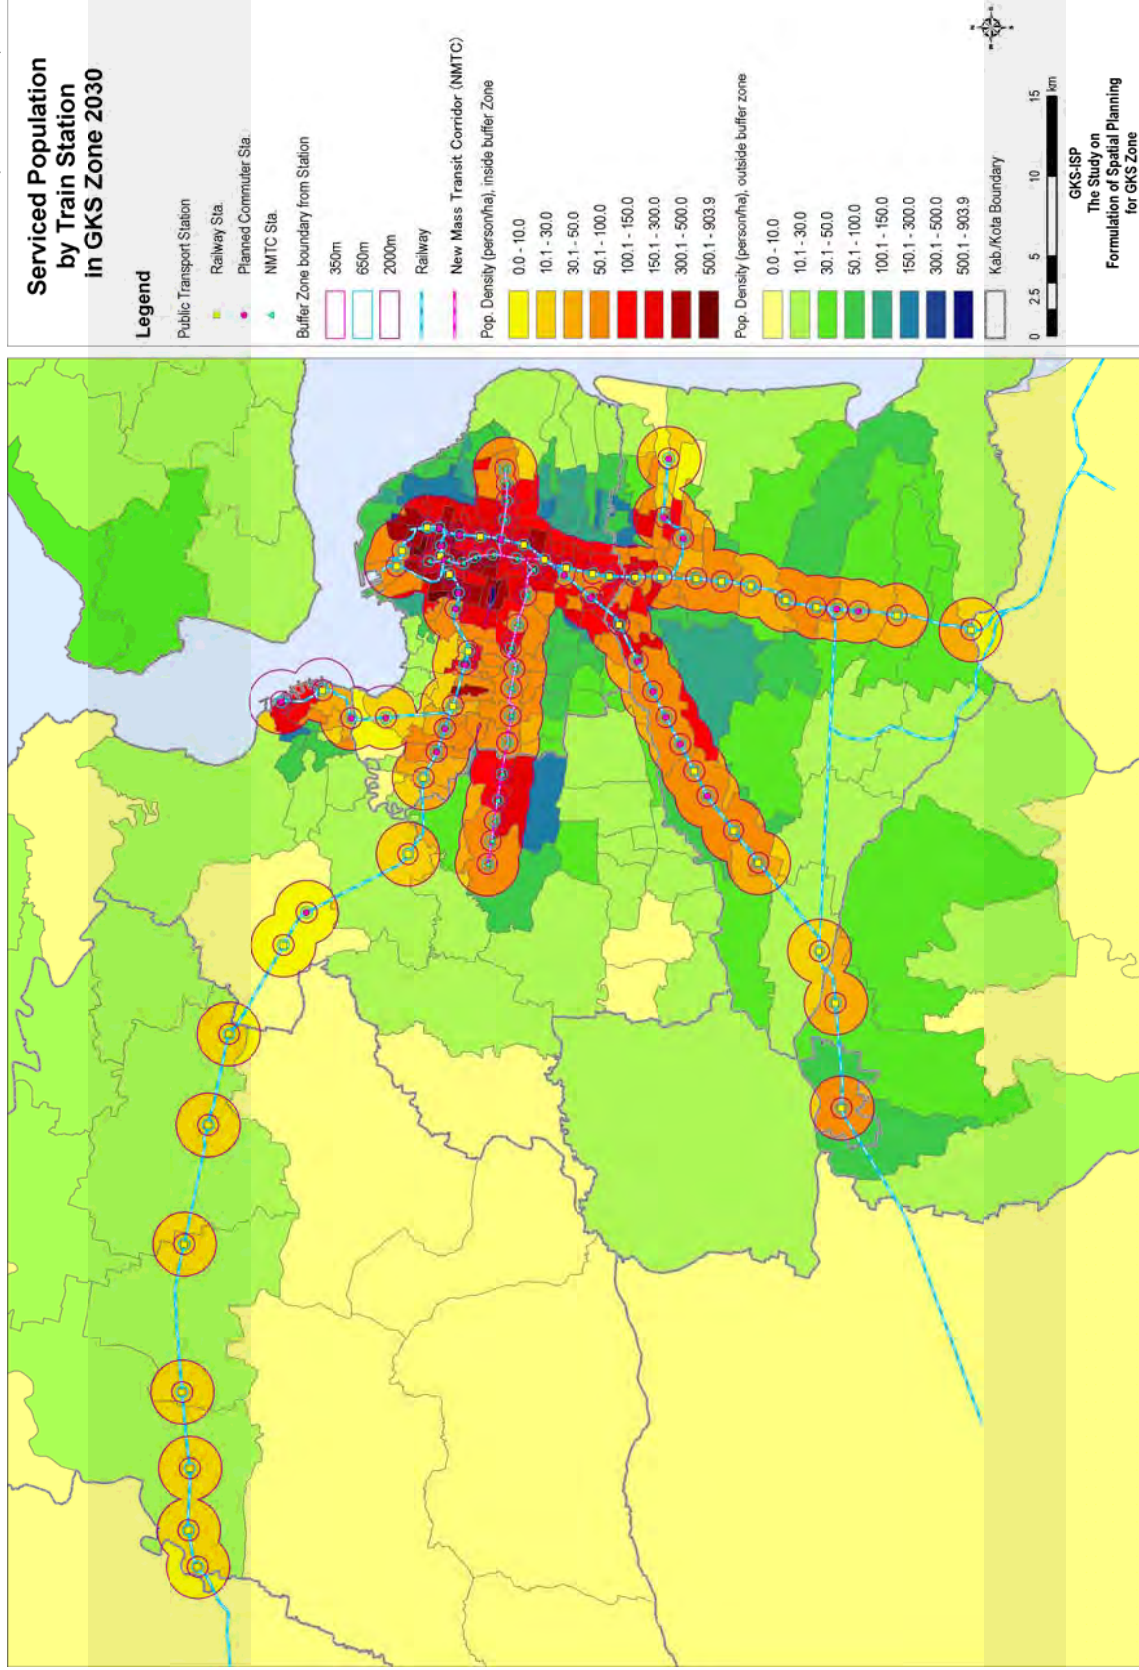 Serviced Population
by Train Station
in GKS Zone 2030
Legend
Public Transport Station
Railway Sta.
Planned Commuter Sta.
NMTC Sta.
Buffer Zone boundary from Station
350m
650m
2000m
Railway
New Mass Transit Corridor (NMTC)
Pop. Density (person/ha), inside buffer Zone
0.0 - 10.0
10.1 - 30.0
30.1 - 50.0
50.1 - 100.0
100.1 - 150.0
150.1 - 300.0
300.1 - 500.0
500.1 - 903.9
Pop. Density (person/ha), outside buffer zone
0.0 - 10.0
10.1 - 30.0
30.1 - 50.0
50.1 - 100.0
100.1 - 150.0
150.1 - 300.0
300.1 - 500.0
500.1 - 903.9
Kab./Kota Boundary
0 2.5 5 10 15
km
GKS-ISP
The Study on
Formulation of Spatial Planning
for GKS Zone